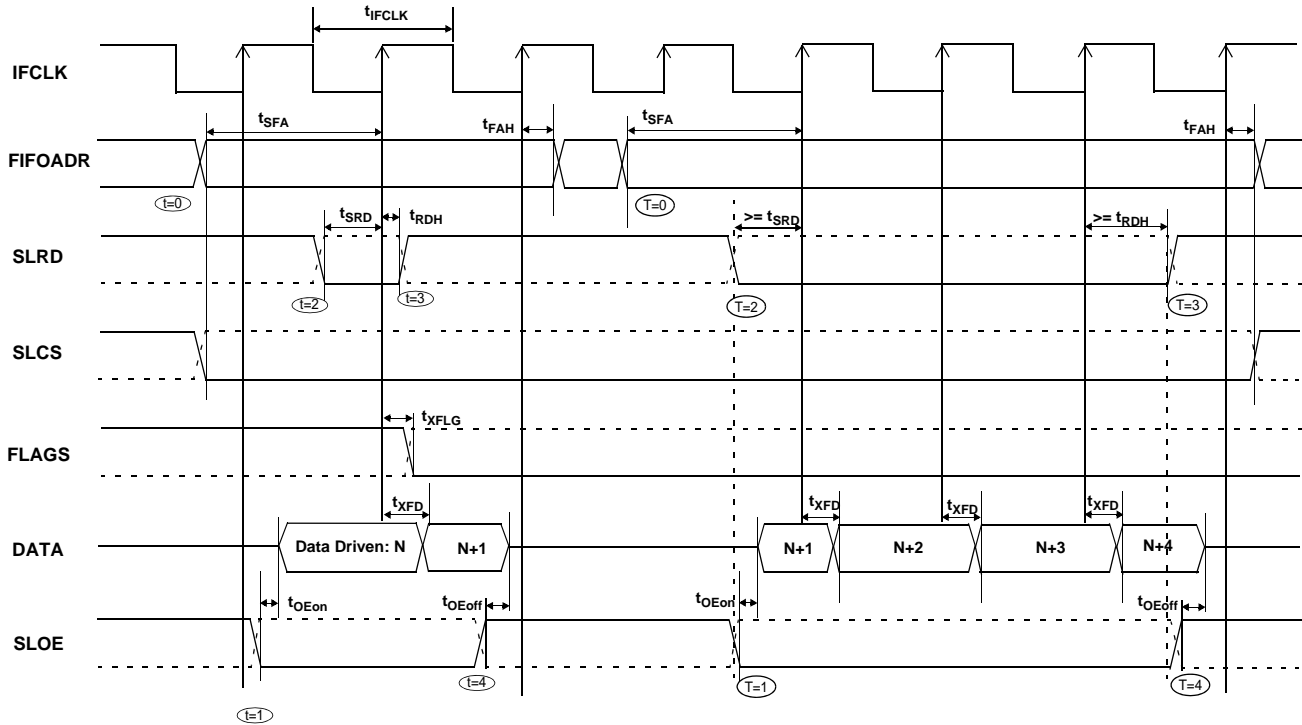 tIFCLK
IFCLK
tSFA
tFAH
tSFA
tFAH
FIFOADR
t=0
T=0
tSRD
tRDH
>= tSRD
>= tRDH
SLRD
t=2
t=3
T=2
T=3
SLCS
tXFLG
FLAGS
tXFD
tXFD
tXFD
tXFD
DATA
Data Driven: N
N+1
N+1
N+2
N+3
N+4
tOEon
tOEoff
tOEon
tOEoff
SLOE
t=4
T=1
T=4
t=1